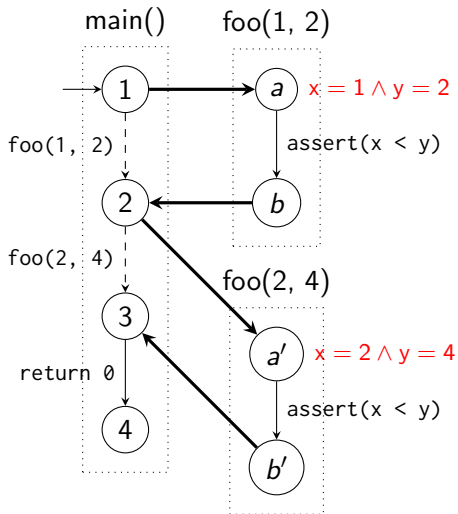 main()
foo(1, 2)
1
a
x = 1 ∧ y = 2
foo(1, 2)
assert(x < y)
2
b
foo(2, 4)
foo(2, 4)
3
a′
x = 2 ∧ y = 4
return 0
assert(x < y)
4
b′